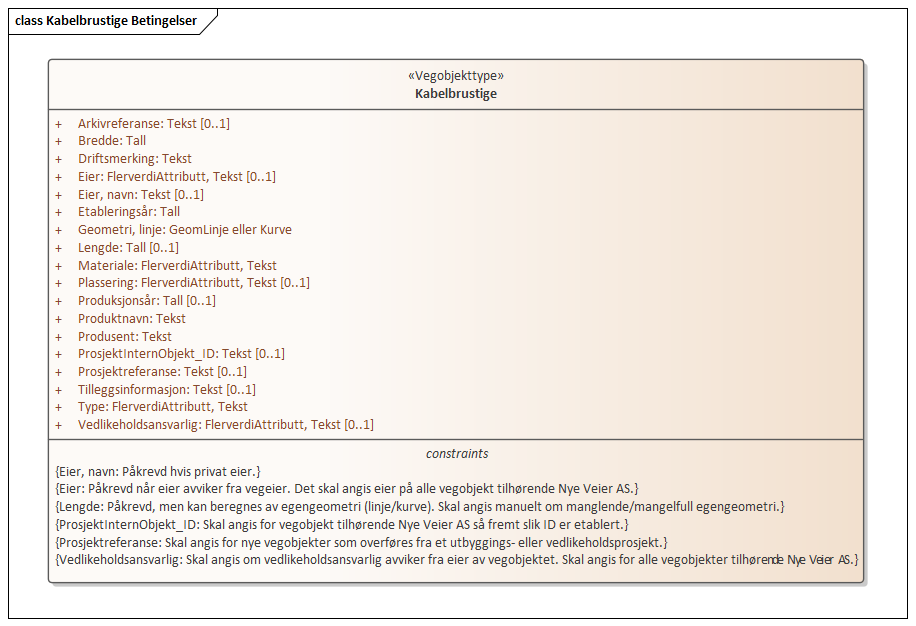 class Kabelbrustige Betingelser
«Vegobjekttype»
Kabelbrustige
+ Arkivreferanse: Tekst [0..1]
+ Bredde: Tall
+ Driftsmerking: Tekst
+ Eier: FlerverdiAttributt, Tekst [0..1]
+ Eier, navn: Tekst [0..1]
+ Etableringsår: Tall
+ Geometri, linje: GeomLinje eller Kurve
+ Lengde: Tall [0..1]
+ Materiale: FlerverdiAttributt, Tekst
+ Plassering: FlerverdiAttributt, Tekst [0..1]
+ Produksjonsår: Tall [0..1]
+ Produktnavn: Tekst
+ Produsent: Tekst
+ ProsjektInternObjekt_ID: Tekst [0..1]
+ Prosjektreferanse: Tekst [0..1]
+ Tilleggsinformasjon: Tekst [0..1]
+ Type: FlerverdiAttributt, Tekst
+ Vedlikeholdsansvarlig: FlerverdiAttributt, Tekst [0..1]
constraints
{Eier, navn: Påkrevd hvis privat eier.}
{Eier: Påkrevd når eier avviker fra vegeier. Det skal angis eier på alle vegobjekt tilhørende Nye Veier AS.}
{Lengde: Påkrevd, men kan beregnes av egengeometri (linje/kurve). Skal angis manuelt om manglende/mangelfull egengeometri.}
{ProsjektInternObjekt_ID: Skal angis for vegobjekt tilhørende Nye Veier AS så fremt slik ID er etablert.}
{Prosjektreferanse: Skal angis for nye vegobjekter som overføres fra et utbyggings- eller vedlikeholdsprosjekt.}
{Vedlikeholdsansvarlig: Skal angis om vedlikeholdsansvarlig avviker fra eier av vegobjektet. Skal angis for alle vegobjekter tilhørende Nye Veier AS.}